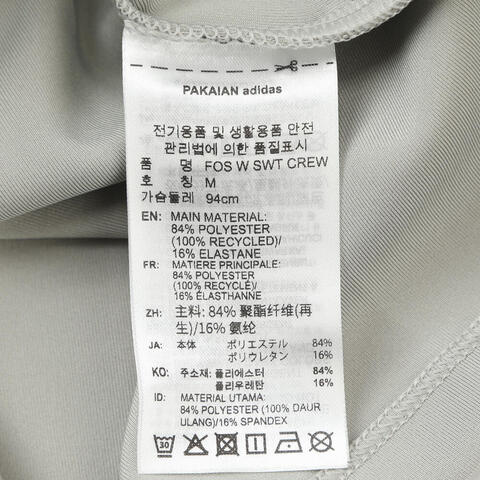 PAKAIAN adidas
전기용품 및 생활용품 안전
관리법에 의한 품질표시
품 명 FOS W SWT CREW
호 칭 M
가슴둘레 94cm
EN: MAIN MATERIAL:
84% POLYESTER
(100% RECYCLED)/
16% ELASTANE
FR: MATIERE PRINCIPALE:
84% POLYESTER
(100% RECYCLÉ)/
16% ÉLASTHANNE
ZH: 主料: 84% 聚酯纤维(再
生)/16% 氨纶
JA: 本体 ポリエステル 84%
ポリウレタン 16%
KO: 주소재: 폴리에스터 84%
폴리우레탄 16%
ID: MATERIAL UTAMA:
84% POLYESTER (100% DAUR
ULANG)/16% SPANDEX
30